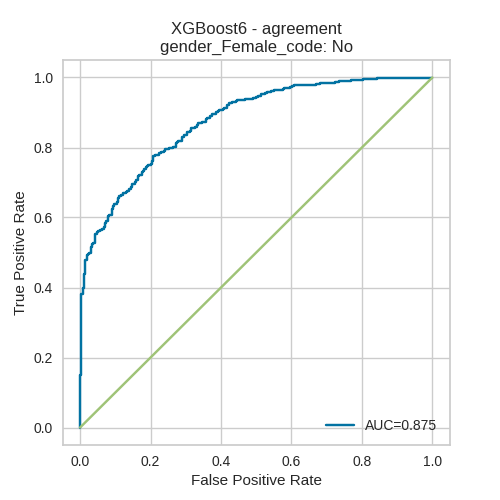 XGBoost6 - agreement
gender_Female_code: No
True Positive Rate
1.0
0.8
0.6
0.4
0.2
0.0
AUC=0.875
0.0 0.2 0.4 0.6 0.8 1.0
False Positive Rate